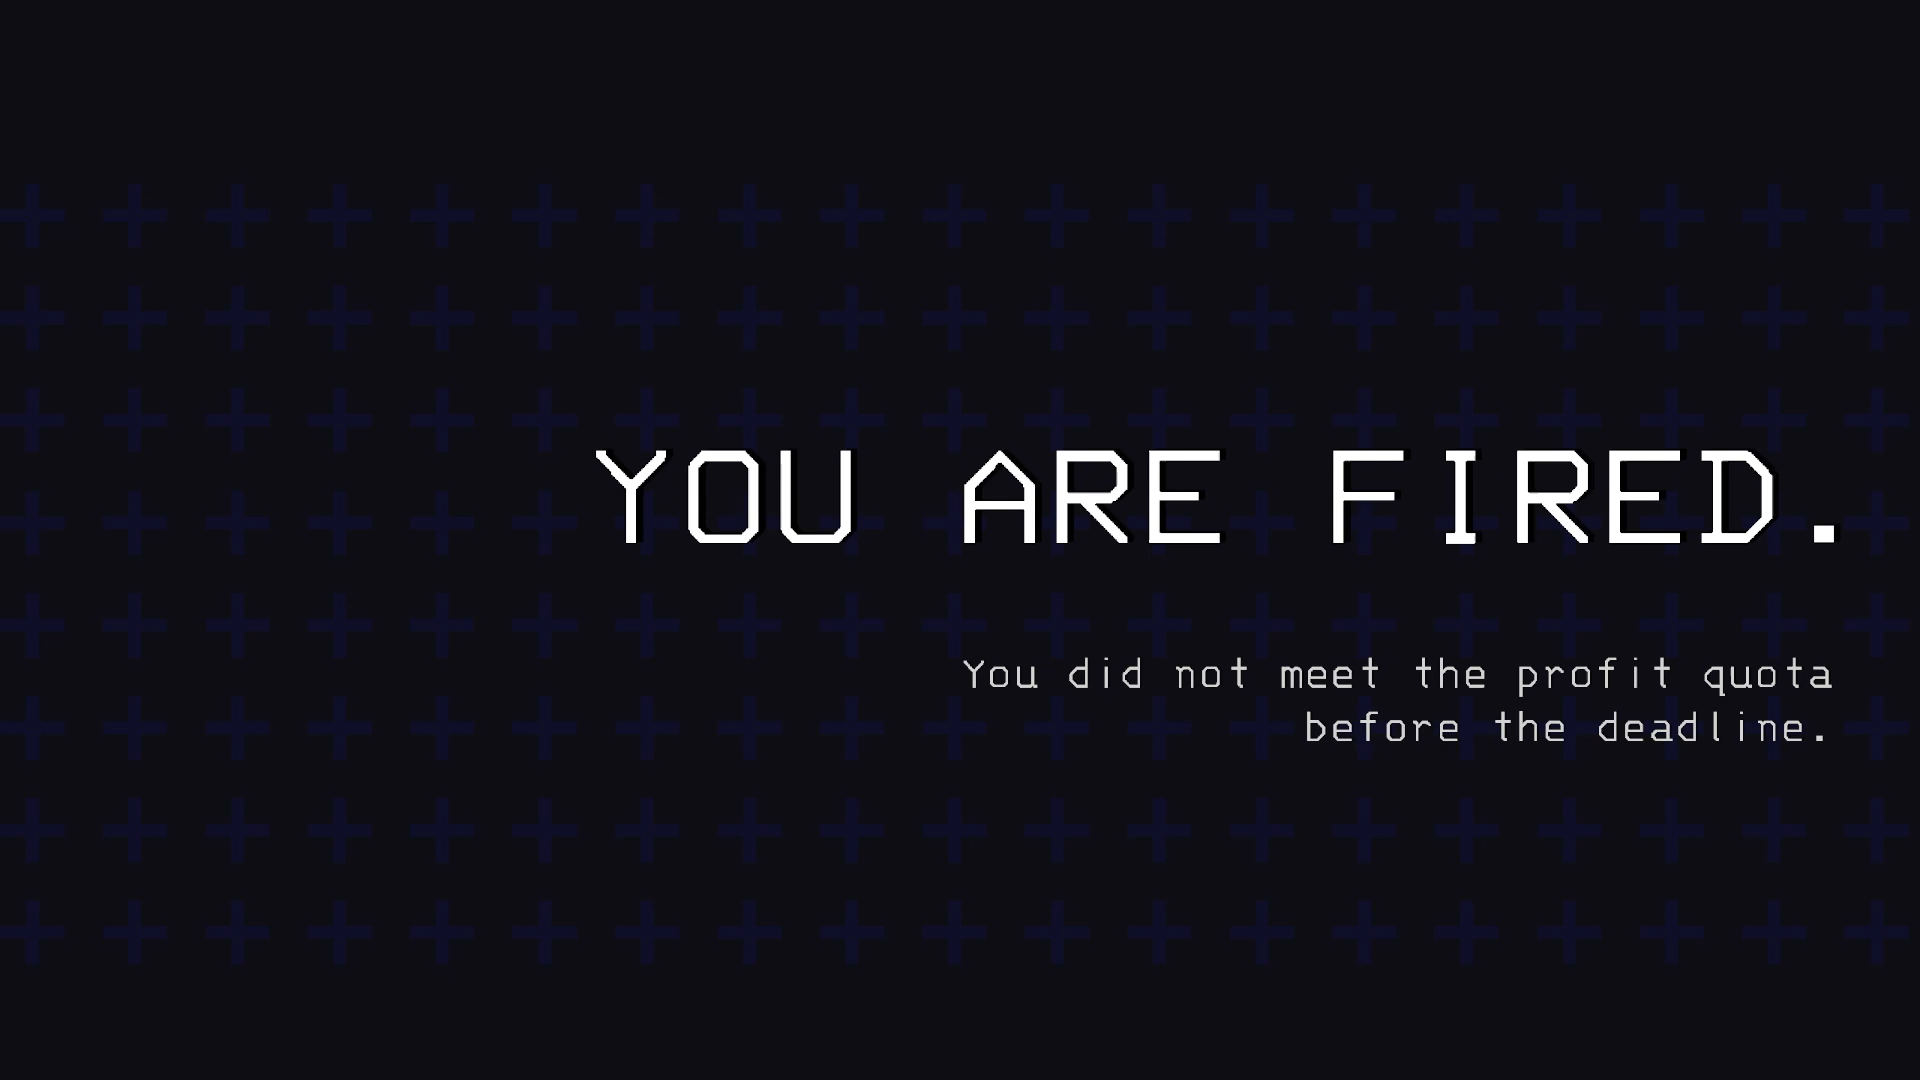 YOU ARE FIRED.
You did not meet the profit quota
before the deadline.